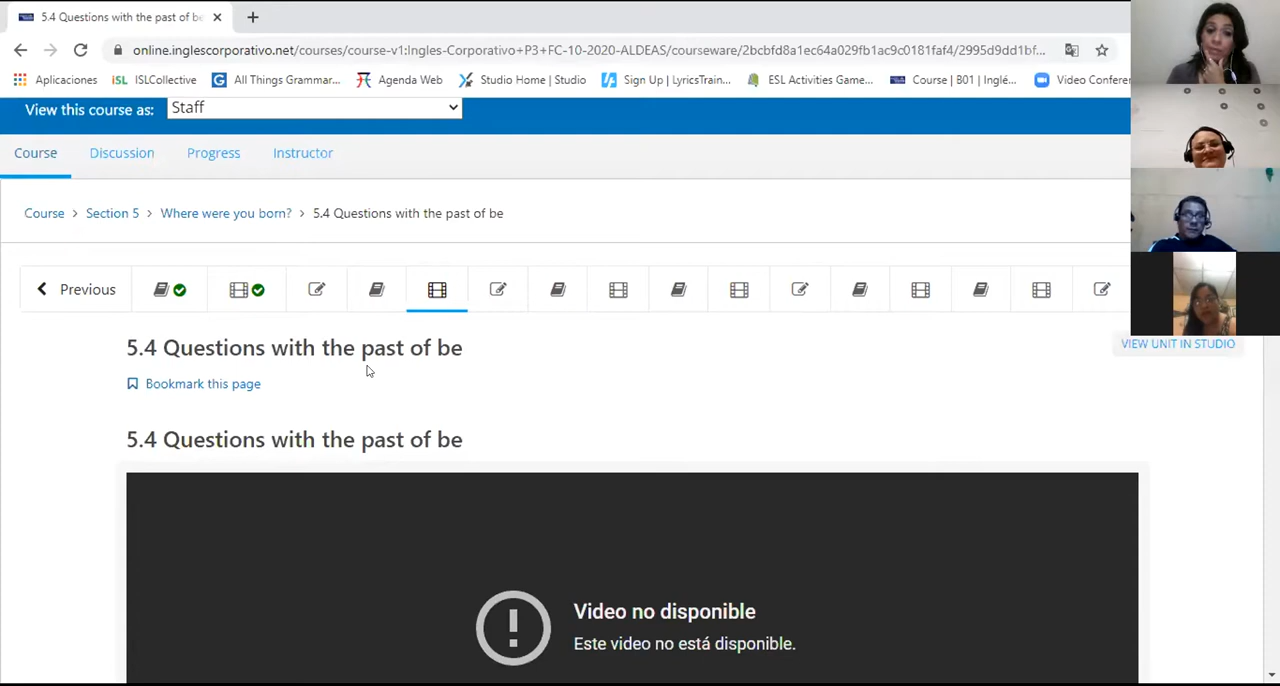 5.4 Questions with the past of be
online.inglescorporativo.net/courses/course-v1:Ingles-Corporativo+P3+FC-10-2020-ALDEAS/courseware/2bcbfd8a1ec64a029fb1ac9c0181faf4/2995d9dd1bf...
Aplicaciones ISLCollective All Things Grammar... Agenda Web Studio Home | Studio Sign Up | LyricsTrain... ESL Activities Game... Course | B01 | Inglé... Video Conferen
View this course as: Staff
Course Discussion Progress Instructor
Course > Section 5 > Where were you born? > 5.4 Questions with the past of be
Previous
5.4 Questions with the past of be
VIEW UNIT IN STUDIO
Bookmark this page
5.4 Questions with the past of be
Video no disponible
Este video no está disponible.